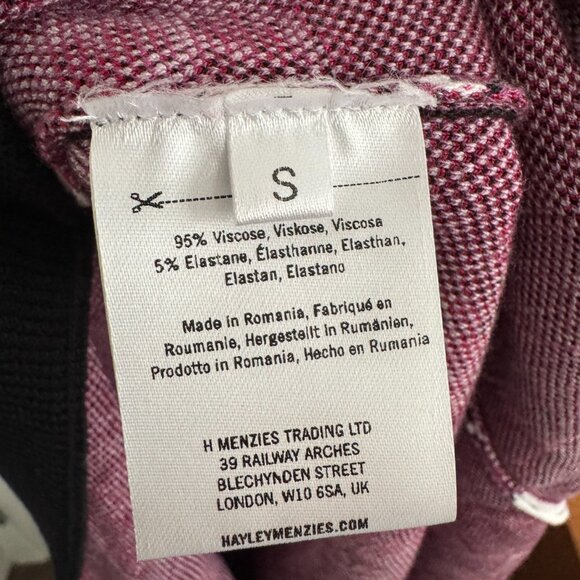 S
95% Viscose, Viskose, Viscosa
5% Elastane, Élasthanne, Elasthan,
Elastan, Elastano
Made in Romania, Fabriqué en
Roumanie, Hergestellt in Rumänien,
Prodotto in Romania, Hecho en Rumania
H MENZIES TRADING LTD
39 RAILWAY ARCHES
BLECHYNDEN STREET
LONDON, W10 6SA, UK
HAYLEYMENZIES.COM